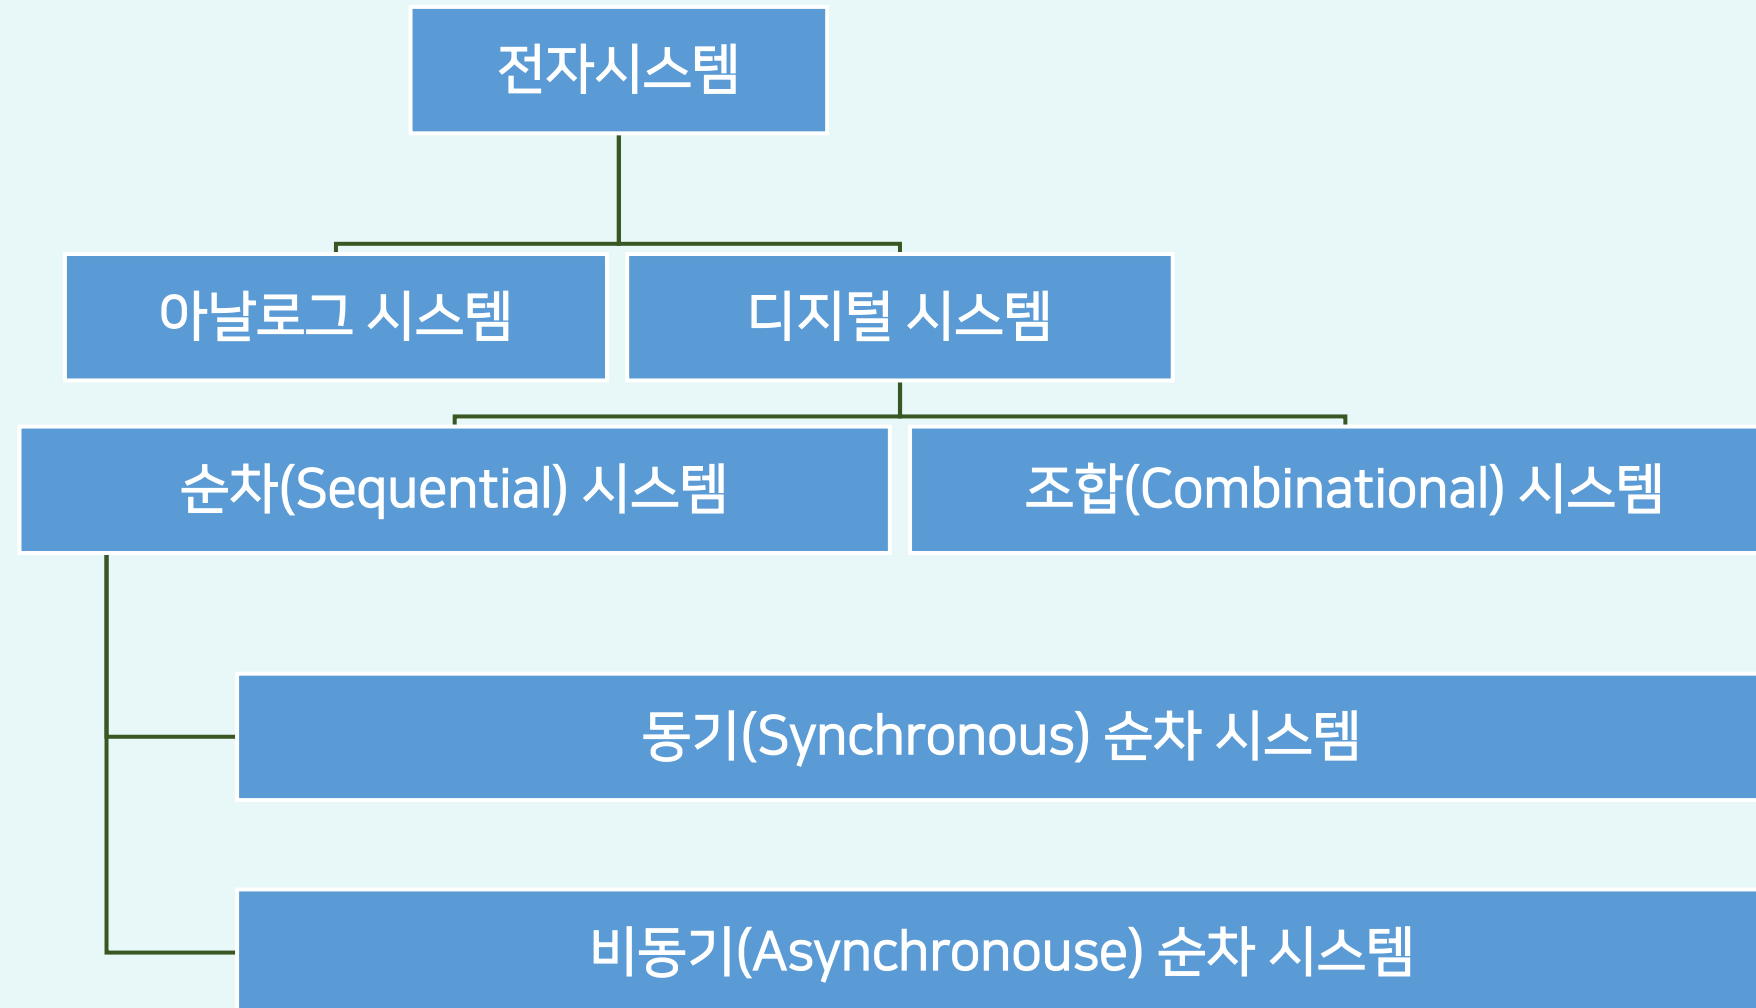 전자시스템
아날로그 시스템
디지털 시스템
순차(Sequential) 시스템
조합(Combinational) 시스템
동기(Synchronous) 순차 시스템
비동기(Asynchronouse) 순차 시스템